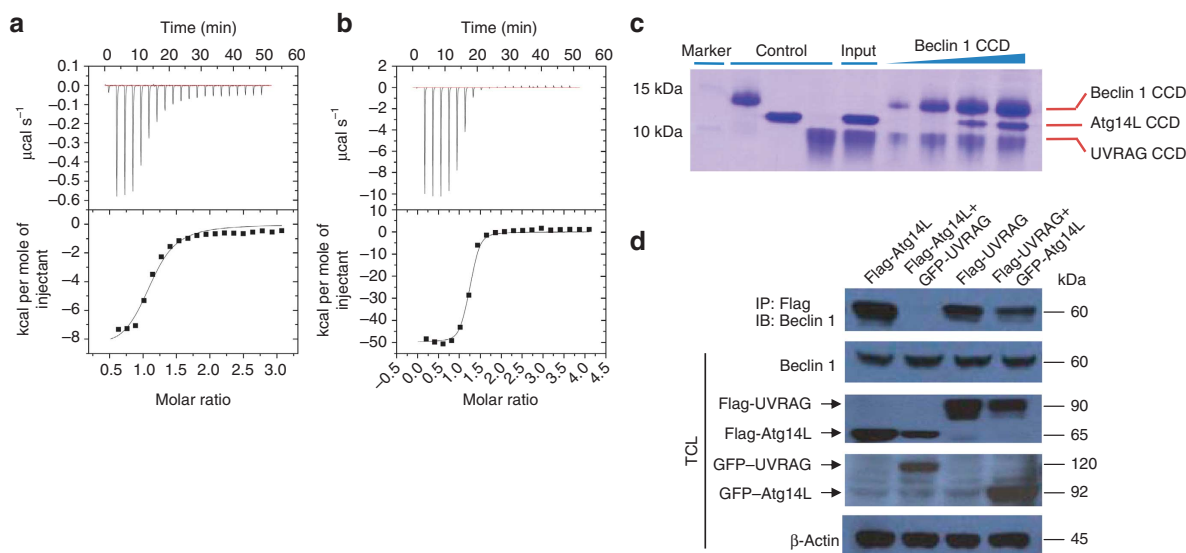 a
Time (min)
0 10 20 30 40 50 60
0.1
0.0
–0.1
–0.2
–0.3
–0.4
–0.5
–0.6
µcal s⁻¹
0
–2
–4
–6
–8
kcal per mole of
injectant
0.5 1.0 1.5 2.0 2.5 3.0
Molar ratio
b
Time (min)
0 10 20 30 40 50 60
2
0
–2
–4
–6
–8
–10
µcal s⁻¹
10
0
–10
–20
–30
–40
–50
kcal per mole of
injectant
–0.5 0.0 0.5 1.0 1.5 2.0 2.5 3.0 3.5 4.0 4.5
Molar ratio
c
Marker Control Input Beclin 1 CCD
15 kDa
10 kDa
Beclin 1 CCD
Atg14L CCD
UVRAG CCD
d
Flag-Atg14L
Flag-Atg14L+
GFP-UVRAG
Flag-UVRAG
Flag-UVRAG+
GFP-Atg14L
kDa
IP: Flag
IB: Beclin 1
60
Beclin 1
60
Flag-UVRAG
90
Flag-Atg14L
65
GFP–UVRAG
120
GFP–Atg14L
92
β-Actin
45
TCL